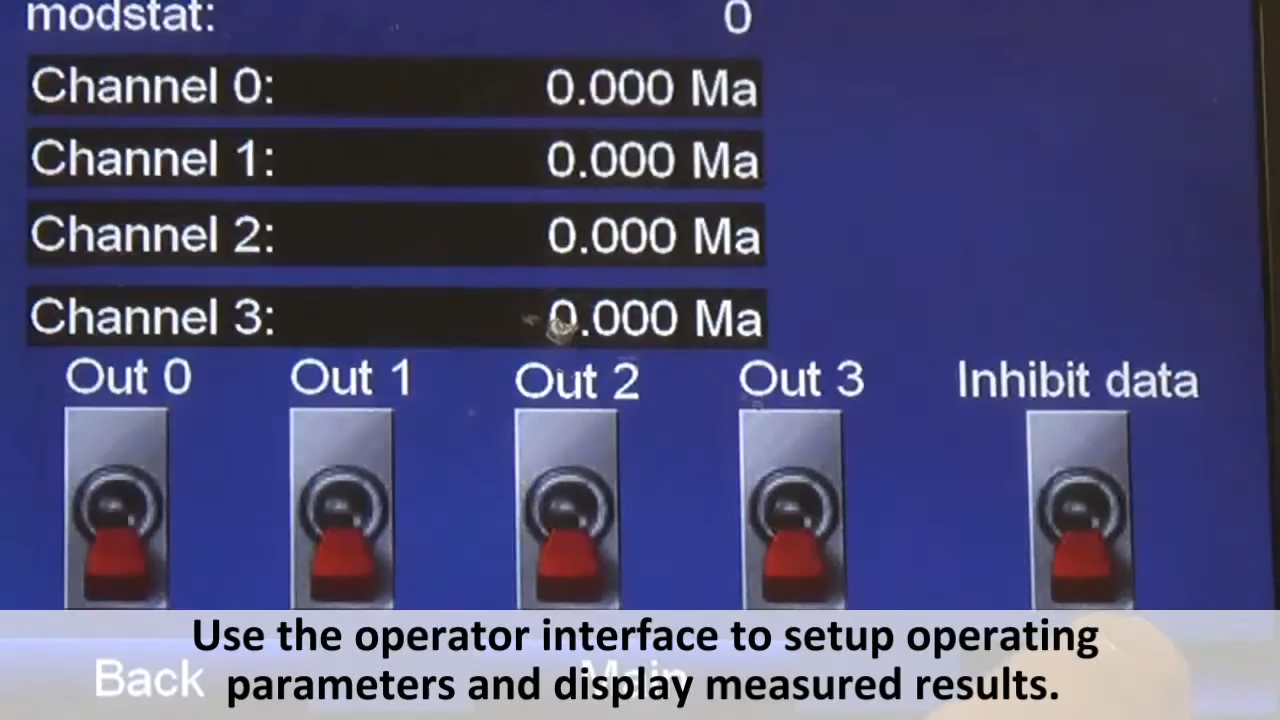 modstat: 0
Channel 0: 0.000 Ma
Channel 1: 0.000 Ma
Channel 2: 0.000 Ma
Channel 3: 0.000 Ma
Out 0 Out 1 Out 2 Out 3 Inhibit data
Use the operator interface to setup operating
parameters and display measured results.
Back Main